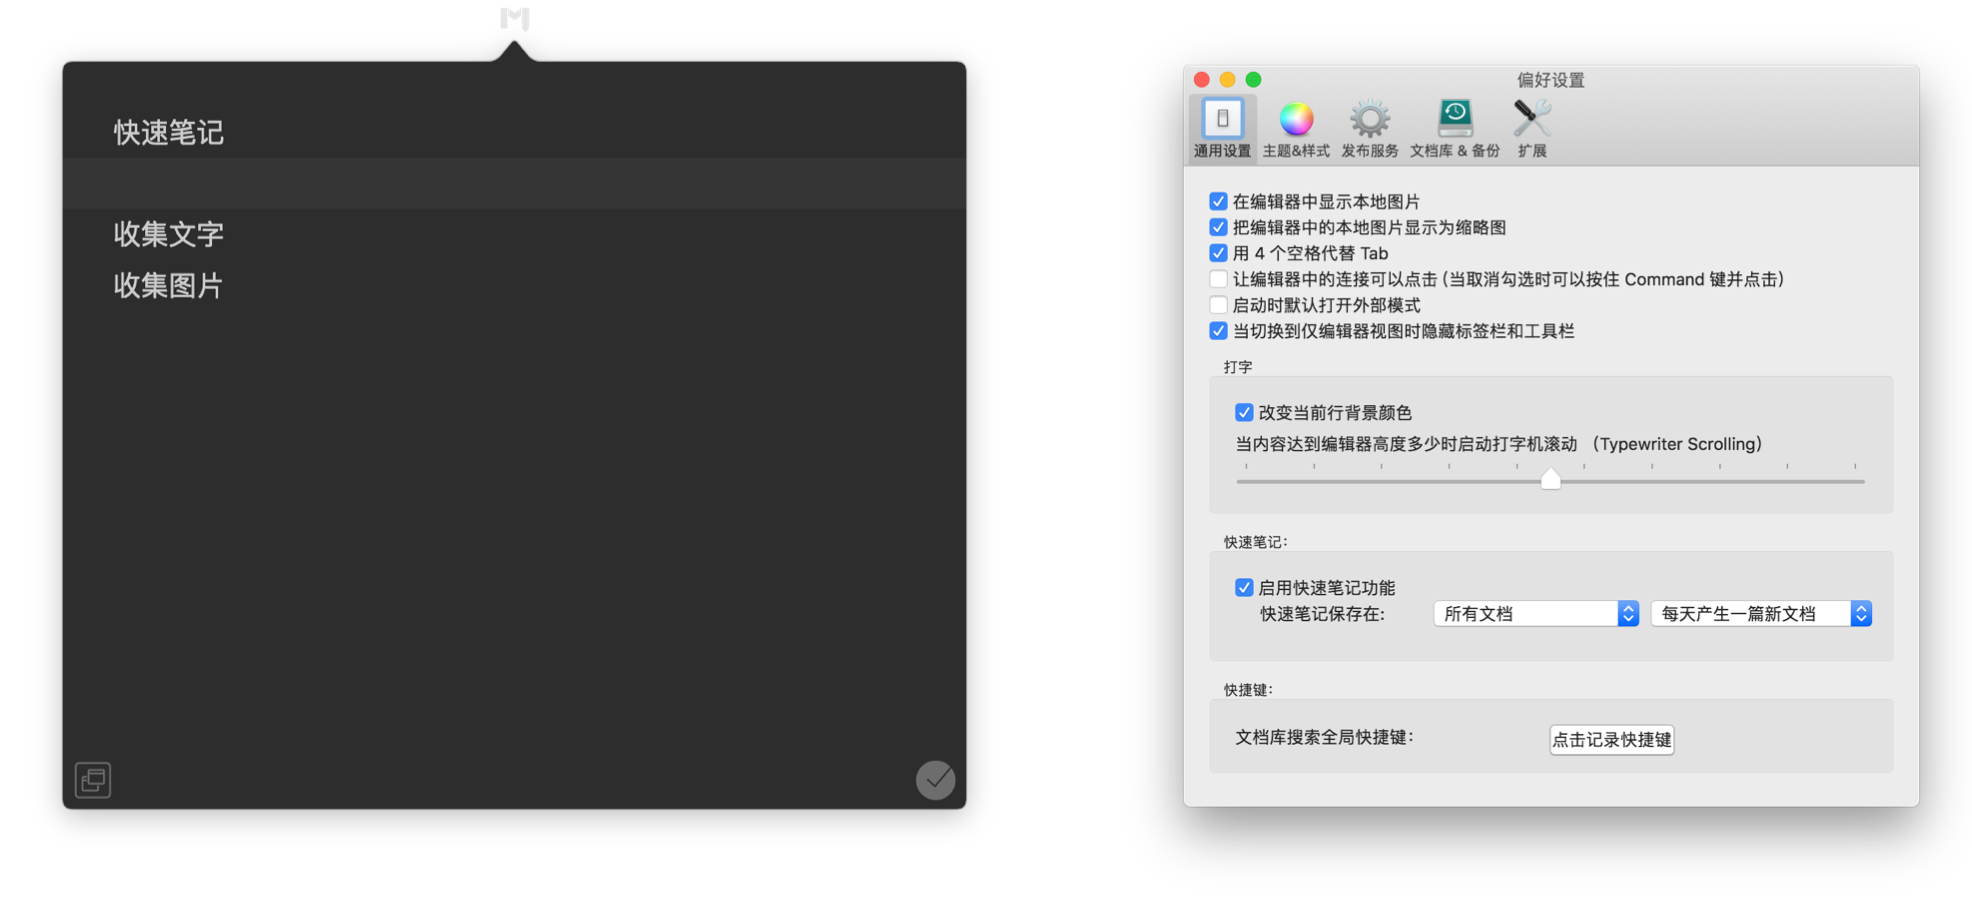 快速笔记
收集文字
收集图片
偏好设置
通用设置 主题&样式 发布服务 文档库 & 备份 扩展
在编辑器中显示本地图片
把编辑器中的本地图片显示为缩略图
用 4 个空格代替 Tab
让编辑器中的连接可以点击(当取消勾选时可以按住 Command 键并点击)
启动时默认打开外部模式
当切换到仅编辑器视图时隐藏标签栏和工具栏
打字
改变当前行背景颜色
当内容达到编辑器高度多少时启动打字机滚动 （Typewriter Scrolling）
快速笔记：
启用快速笔记功能
快速笔记保存在: 所有文档 每天产生一篇新文档
快捷键：
文档库搜索全局快捷键： 点击记录快捷键